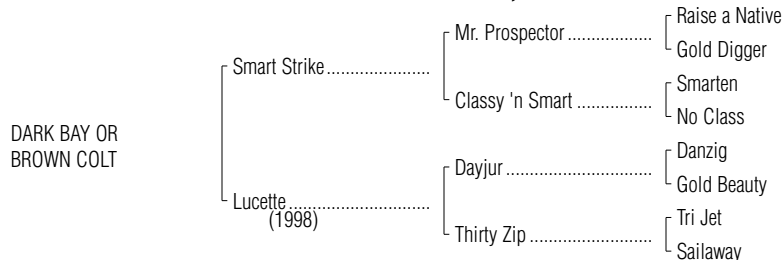 Raise a Native
Mr. Prospector ..................
Gold Digger
Smart Strike......................
Smarten
Classy 'n Smart ................
No Class
DARK BAY OR
BROWN COLT
Danzig
Dayjur ...............................
Gold Beauty
Lucette..............................
(1998)
Tri Jet
Thirty Zip ..........................
Sailaway